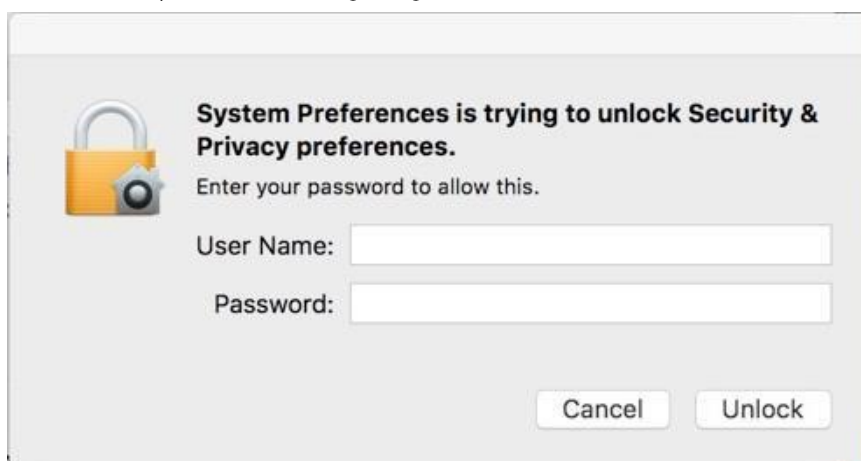 System Preferences is trying to unlock Security &
Privacy preferences.
Enter your password to allow this.
User Name:
Password:
Cancel
Unlock